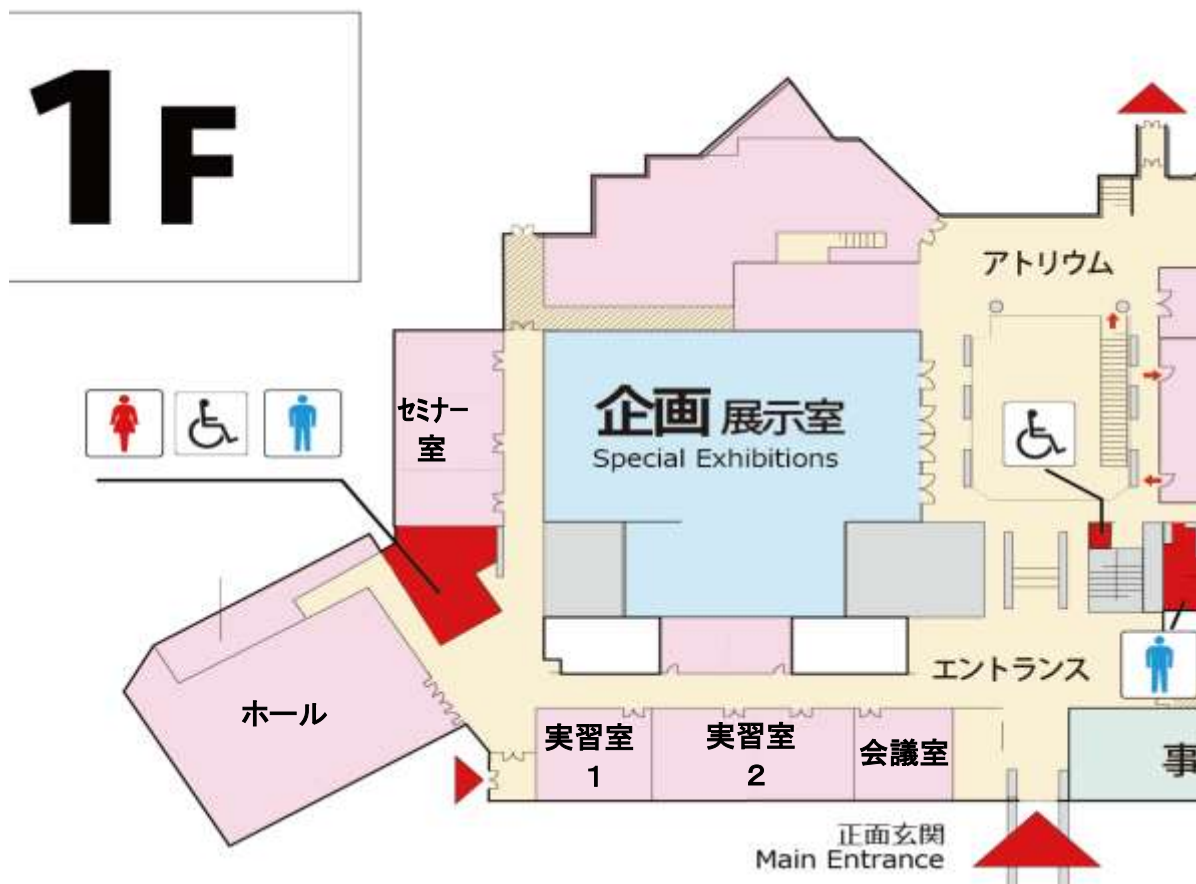 1F
アトリウム
企画 展示室
Special Exhibitions
セミナー
室
エントランス
ホール
実習室
1
実習室
2
会議室
事
正面玄関
Main Entrance